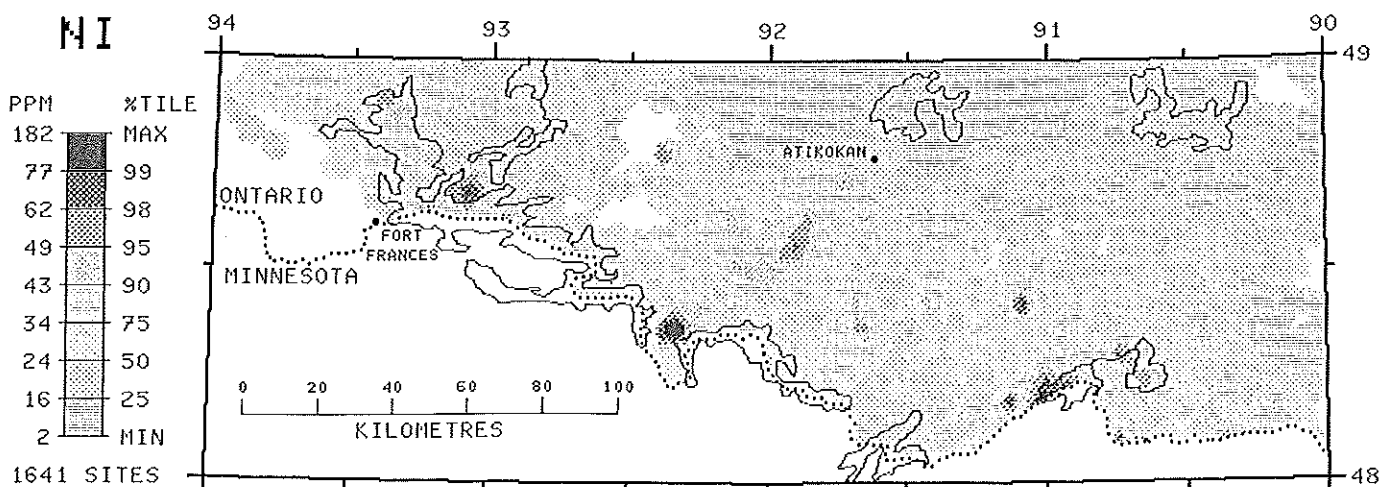 NI
94 93 92 91 90
49
PPM %TILE
182 MAX
77 99
62 98
49 95
43 90
34 75
24 50
16 25
2 MIN
1641 SITES
ATIKOKAN
ONTARIO
FORT
FRANCES
MINNESOTA
0 20 40 60 80 100
KILOMETRES
48